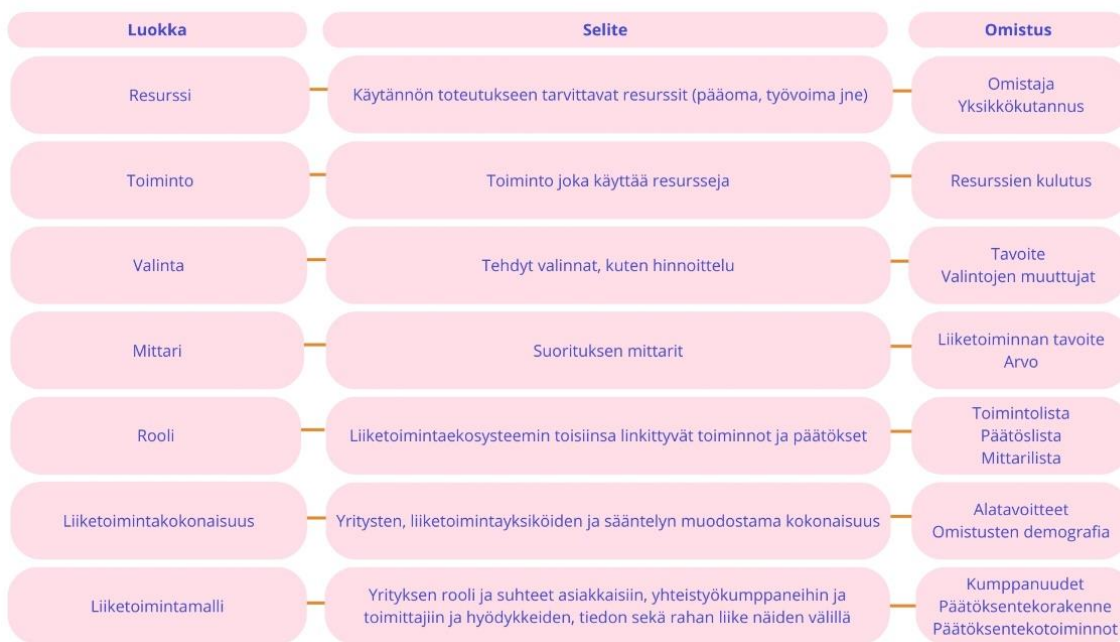 Luokka
Selite
Omistus
Resurssi
Käytännön toteutukseen tarvittavat resurssit (pääoma, työvoima jne)
Omistaja
Yksikkökutannus
Toiminto
Toiminto joka käyttää resursseja
Resurssien kulutus
Valinta
Tehdyt valinnat, kuten hinnoittelu
Tavoite
Valintojen muuttujat
Mittari
Suorituksen mittarit
Liiketoiminnan tavoite
Arvo
Rooli
Liiketoimintaekosysteemin toisiinsa linkittyvät toiminnot ja päätökset
Toimintolista
Päätöslista
Mittarilista
Liiketoimintakokonaisuus
Yritysten, liiketoimintayksiköiden ja sääntelyn muodostama kokonaisuus
Alatavoitteet
Omistusten demografia
Liiketoimintamalli
Yrityksen rooli ja suhteet asiakkaisiin, yhteistyökumppaneihin ja
toimittajiin ja hyödykkeiden, tiedon sekä rahan liike näiden välillä
Kumppanuudet
Päätöksentekorakenne
Päätöksentekotoiminnot